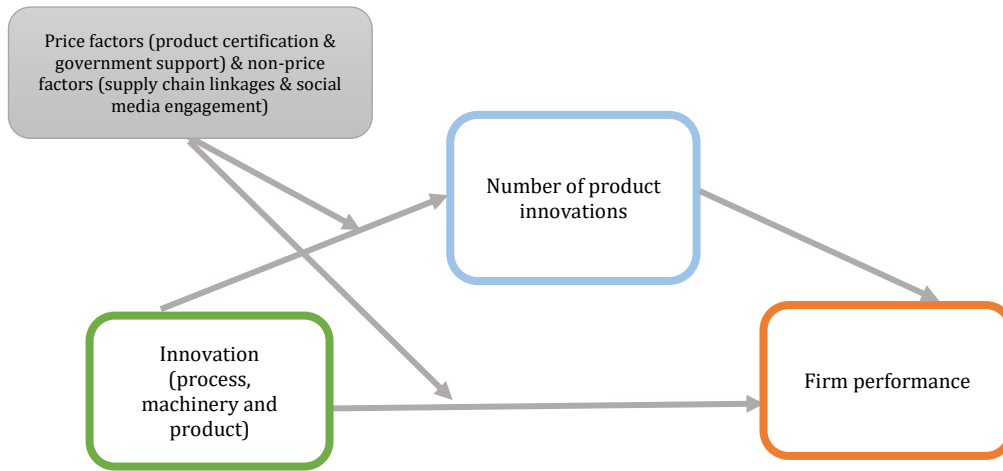 Price factors (product certification &
government support) & non-price
factors (supply chain linkages & social
media engagement)
Number of product
innovations
Innovation
(process,
machinery and
product)
Firm performance